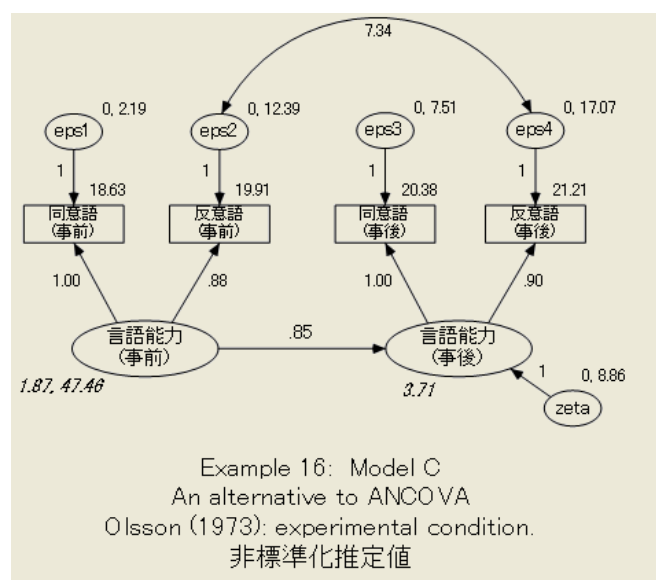 7.34
0, 2.19
0, 12.39
0, 7.51
0, 17.07
eps1
eps2
eps3
eps4
1
1
1
1
18.63
19.91
20.38
21.21
同意語
(事前)
反意語
(事前)
同意語
(事後)
反意語
(事後)
1.00
.88
1.00
.90
言語能力
(事前)
.85
言語能力
(事後)
1.87, 47.46
3.71
1
0, 8.86
zeta
Example 16: Model C
An alternative to ANCOVA
Olsson (1973): experimental condition.
非標準化推定値